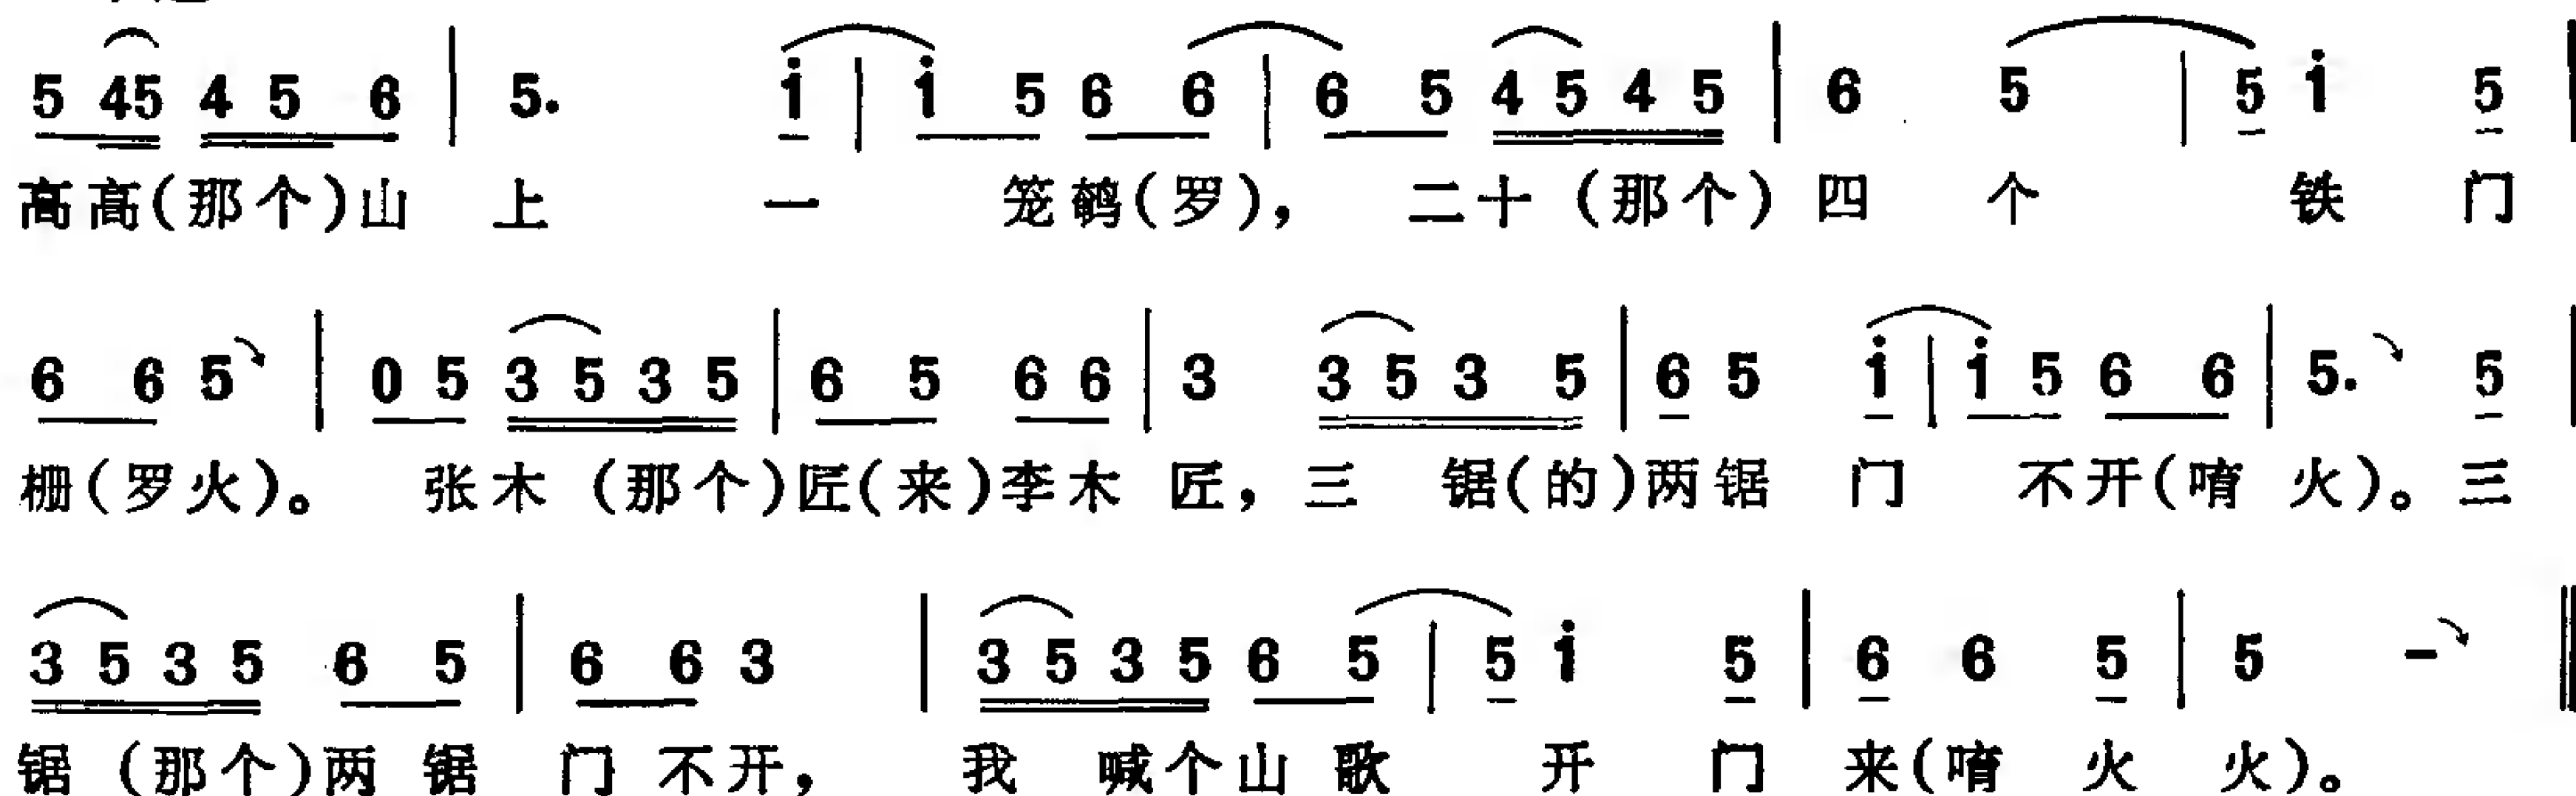 5 45 4 5 6 | 5. i | i 5 6 6 | 6 5 4 5 4 5 | 6 5 | 5 i 5 |
高高(那个)山 上 一 笼鹌(罗)， 二十(那个)四 个 铁 门
6 6 5 | 0 5 3 5 3 5 | 6 5 6 6 | 3 3 5 3 5 | 6 5 i | i 5 6 6 | 5. 5 |
栅(罗火)。 张木(那个)匠(来)李木 匠，三 锯(的)两锯 门 不开(唷 火)。三
3 5 3 5 6 5 | 6 6 3 | 3 5 3 5 6 5 | 5 i 5 | 6 6 5 | 5 - ‖
锯(那个)两 锯 门 不开， 我 喊个山 歌 开 门 来(唷 火 火)。